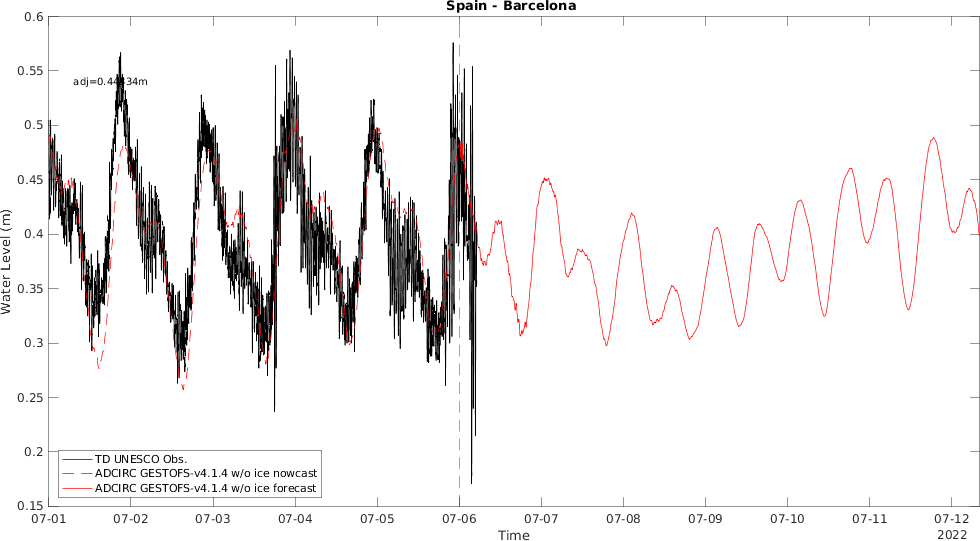 Spain - Barcelona
0.6
0.55
0.5
0.45
0.4
0.35
0.3
0.25
0.2
0.15
Water Level (m)
TD UNESCO Obs.
ADCIRC GESTOFS-v4.1.4 w/o ice nowcast
ADCIRC GESTOFS-v4.1.4 w/o ice forecast
07-01 07-02 07-03 07-04 07-05 07-06 07-07 07-08 07-09 07-10 07-11 07-12
Time
2022